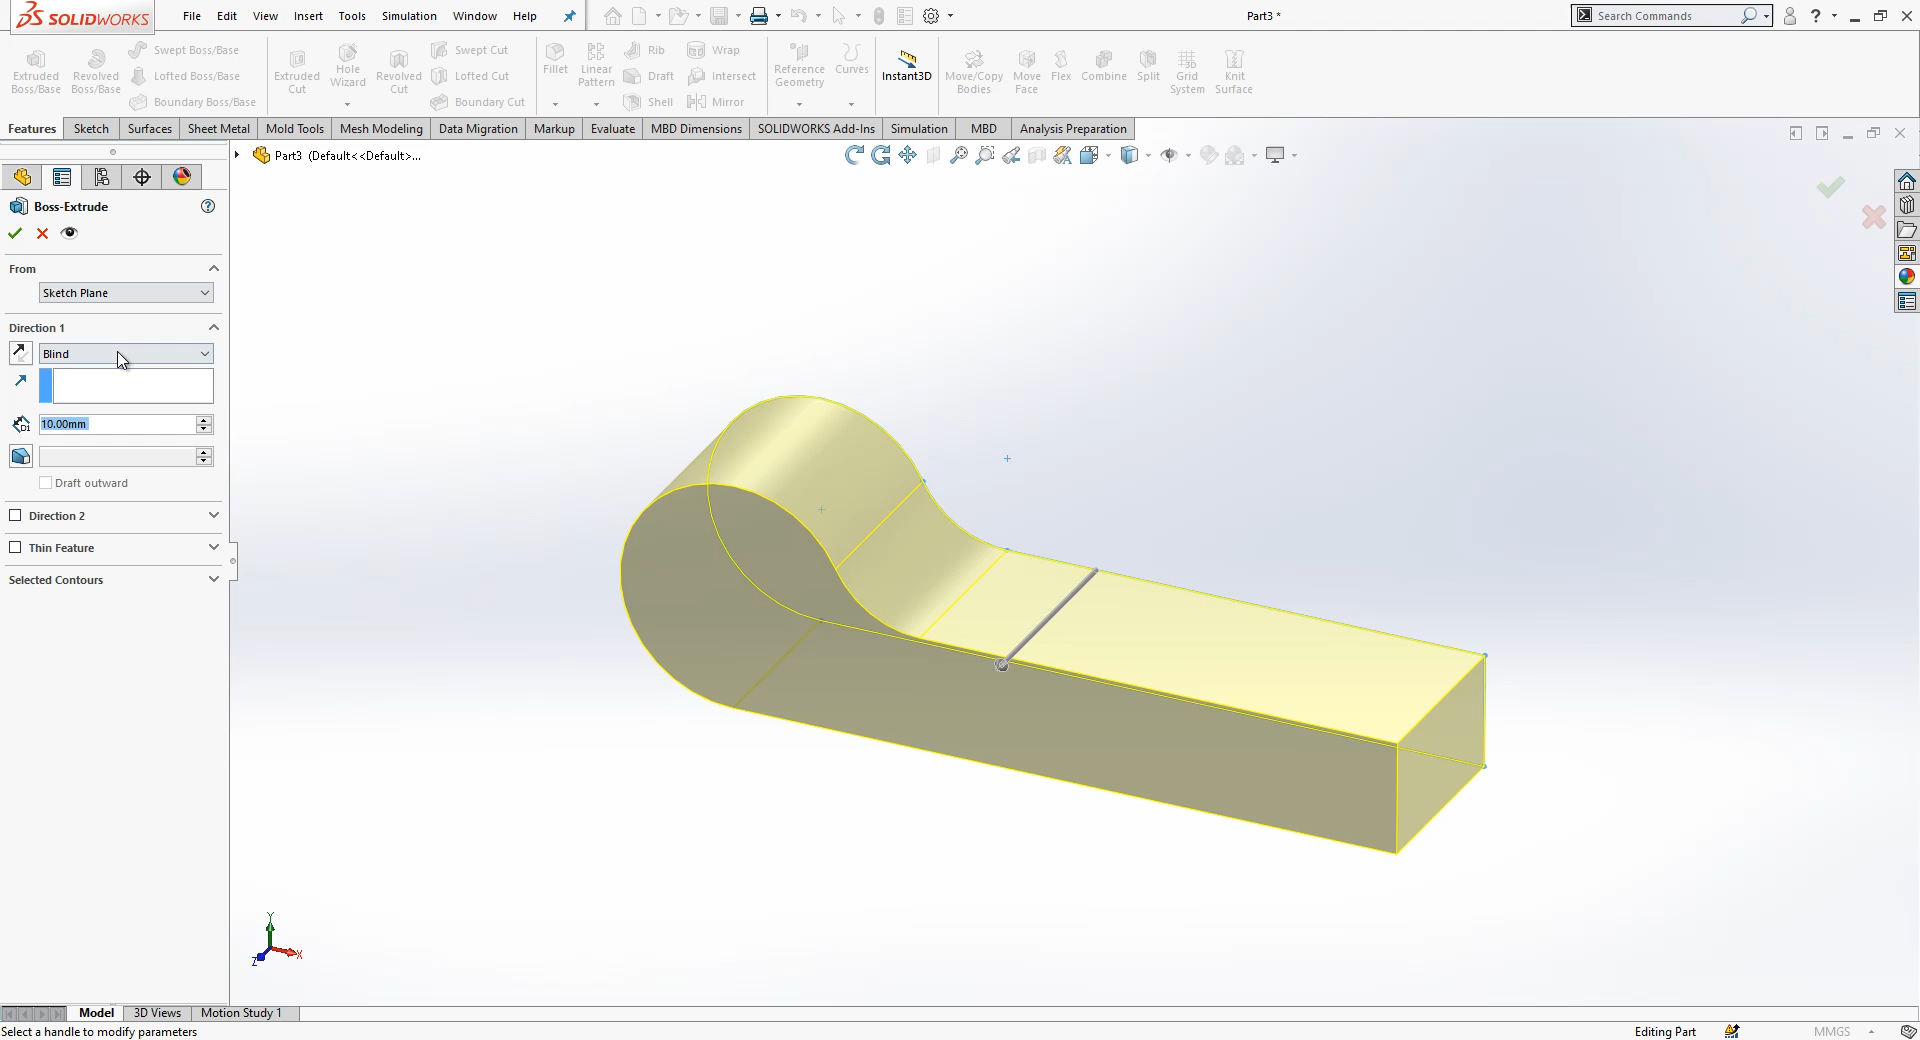 SOLIDWORKS
File Edit View Insert Tools Simulation Window Help
Part3 *
Search Commands
Extruded Boss/Base
Revolved Boss/Base
Swept Boss/Base
Lofted Boss/Base
Boundary Boss/Base
Extruded Cut
Hole Wizard
Revolved Cut
Swept Cut
Lofted Cut
Boundary Cut
Fillet
Linear Pattern
Rib
Draft
Shell
Wrap
Intersect
Mirror
Reference Geometry
Curves
Instant3D
Move/Copy Bodies
Move Face
Flex
Combine
Split
Grid System
Knit Surface
Features Sketch Surfaces Sheet Metal Mold Tools Mesh Modeling Data Migration Markup Evaluate MBD Dimensions SOLIDWORKS Add-Ins Simulation MBD Analysis Preparation
Part3 (Default<<Default>...
Boss-Extrude
From
Sketch Plane
Direction 1
Blind
D1
10.00mm
Draft outward
Direction 2
Thin Feature
Selected Contours
Y
X
Z
Model 3D Views Motion Study 1
Select a handle to modify parameters
Editing Part
MMGS